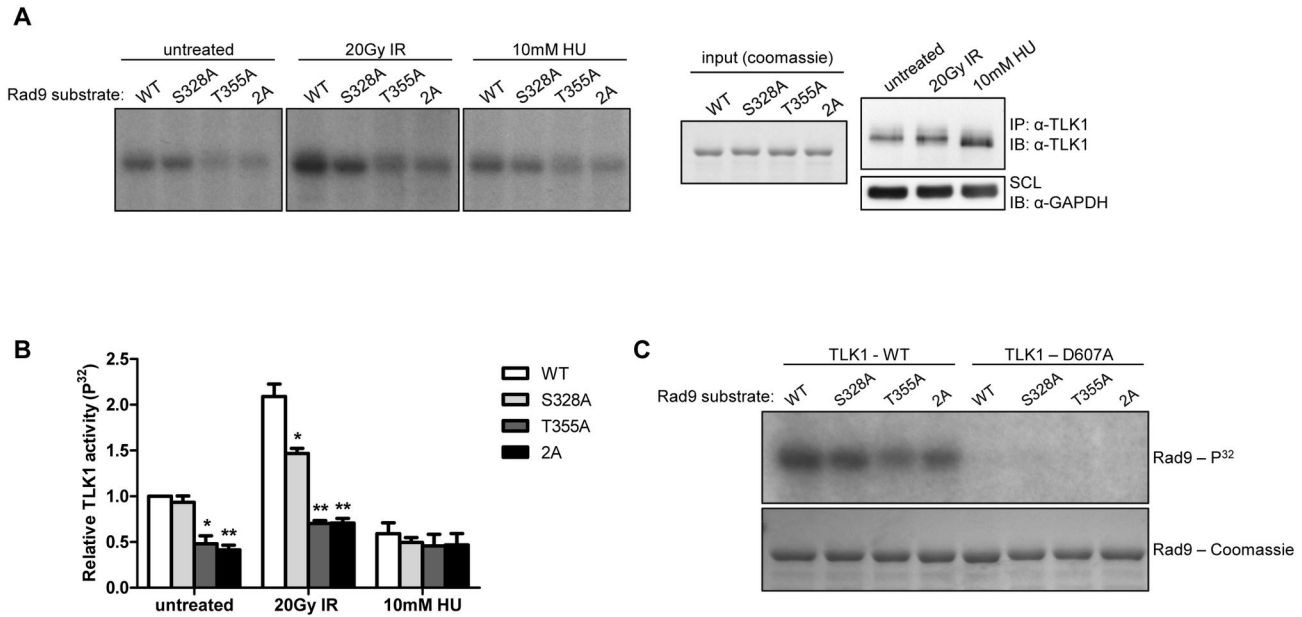 A
untreated 20Gy IR 10mM HU
Rad9 substrate: WT S328A T355A 2A WT S328A T355A 2A WT S328A T355A 2A
input (coomassie)
WT S328A T355A 2A
untreated 20Gy IR 10mM HU
IP: α-TLK1
IB: α-TLK1
SCL
IB: α-GAPDH
B
Relative TLK1 activity (P³²)
2.5
2.0
1.5
1.0
0.5
0.0
* ** * ** **
untreated 20Gy IR 10mM HU
WT
S328A
T355A
2A
C
TLK1 - WT TLK1 – D607A
Rad9 substrate: WT S328A T355A 2A WT S328A T355A 2A
Rad9 – P³²
Rad9 – Coomassie